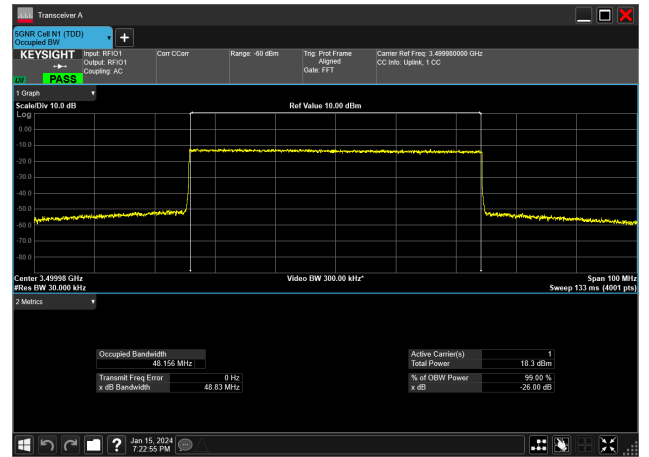 Transceiver A
5GNR Cell N1 (TDD)
Occupied BW
+
KEYSIGHT
Input: RFIO1
Output: RFIO1
Coupling: AC
Corr CCorr
Range: -60 dBm
Trig: Prot Frame
Aligned
Gate: FFT
Carrier Ref Freq: 3.499980000 GHz
CC Info: Uplink, 1 CC
LXI
PASS
1 Graph
Scale/Div 10.0 dB
Ref Value 10.00 dBm
Log
0.00
-10.0
-20.0
-30.0
-40.0
-50.0
-60.0
-70.0
-80.0
Center 3.49998 GHz
#Res BW 30.000 kHz
Video BW 300.00 kHz*
Span 100 MHz
Sweep 133 ms (4001 pts)
2 Metrics
Occupied Bandwidth
48.156 MHz
Transmit Freq Error 0 Hz
x dB Bandwidth 48.83 MHz
Active Carrier(s) 1
Total Power 18.3 dBm
% of OBW Power 99.00 %
x dB -26.00 dB
?
Jan 15, 2024
7:22:55 PM